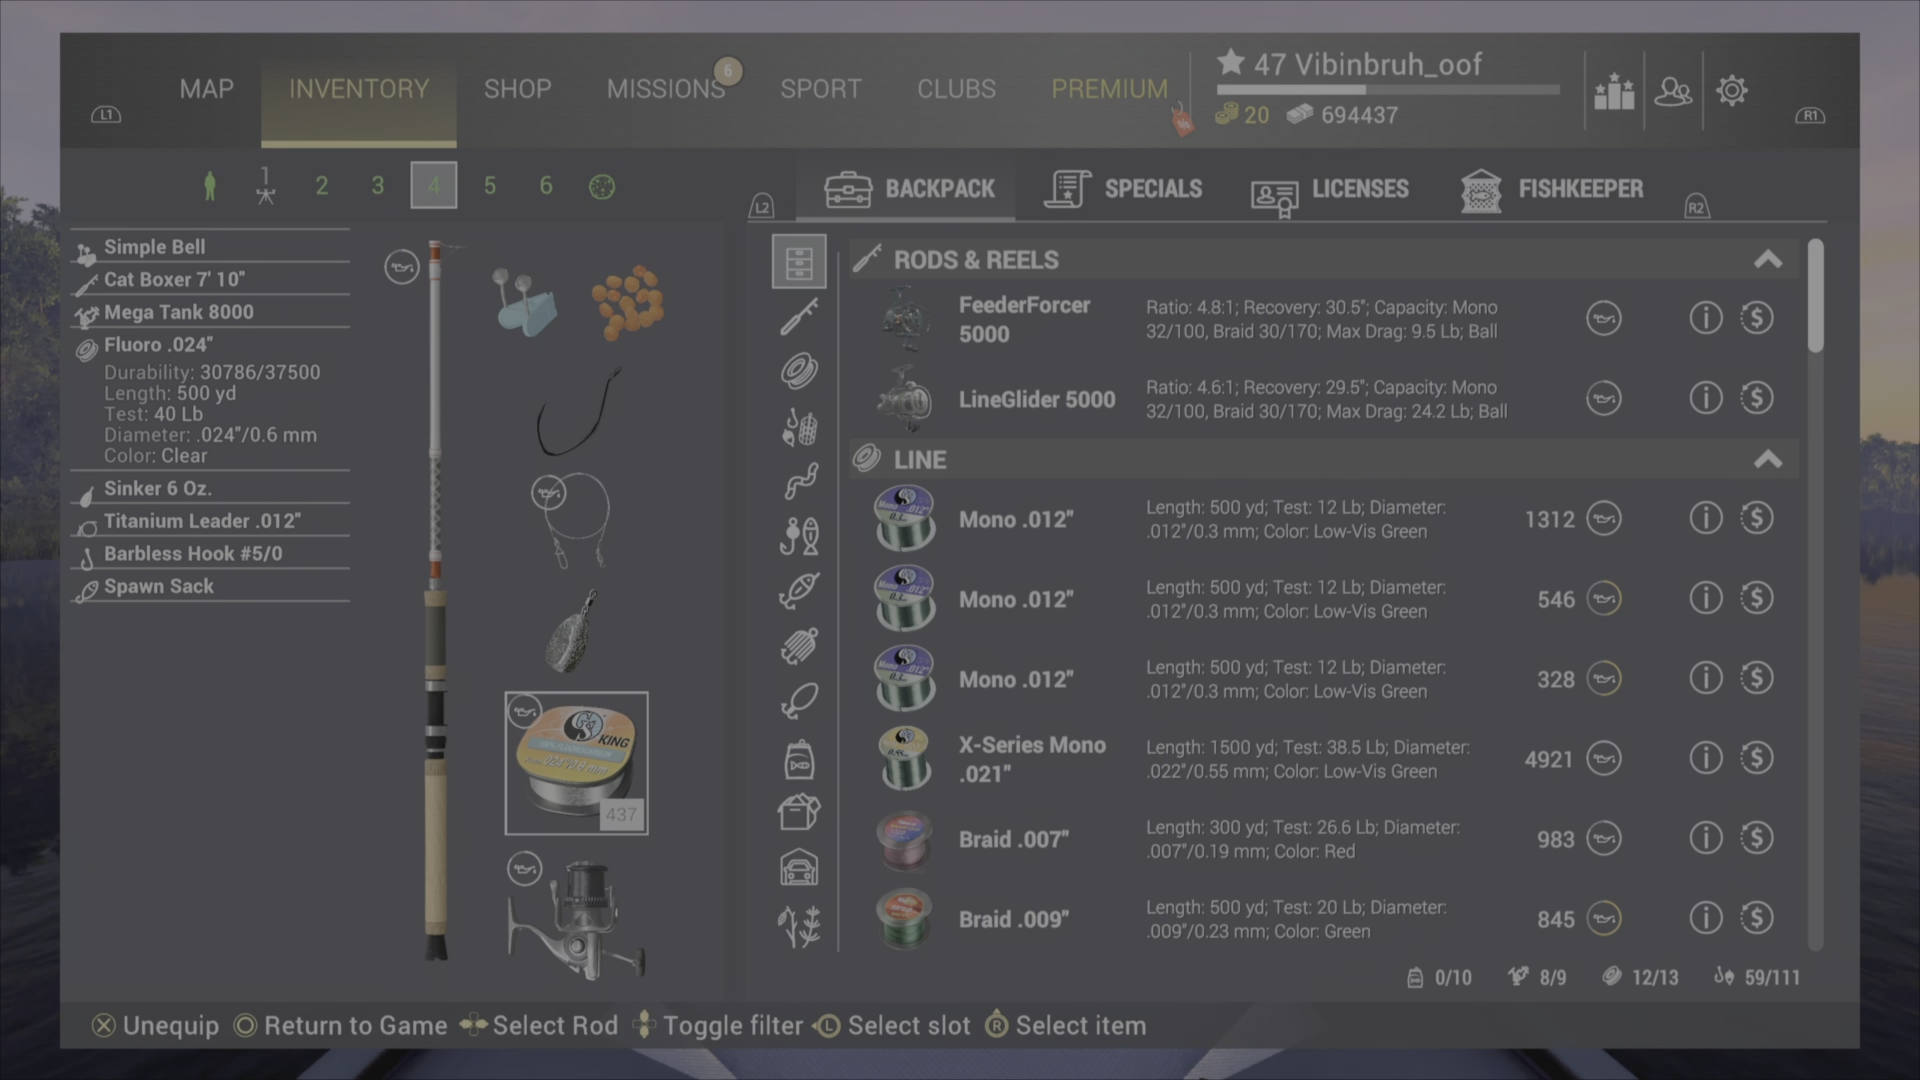 L1
MAP
INVENTORY
SHOP
MISSIONS
6
SPORT
CLUBS
PREMIUM
47 Vibinbruh_oof
20
694437
R1
1
2
3
4
5
6
L2
BACKPACK
SPECIALS
LICENSES
FISHKEEPER
R2
Simple Bell
Cat Boxer 7' 10"
Mega Tank 8000
Fluoro .024"
Durability: 30786/37500
Length: 500 yd
Test: 40 Lb
Diameter: .024"/0.6 mm
Color: Clear
Sinker 6 Oz.
Titanium Leader .012"
Barbless Hook #5/0
Spawn Sack
KING
437
RODS & REELS
FeederForcer
5000
Ratio: 4.8:1; Recovery: 30.5"; Capacity: Mono
32/100, Braid 30/170; Max Drag: 9.5 Lb; Ball
LineGlider 5000
Ratio: 4.6:1; Recovery: 29.5"; Capacity: Mono
32/100, Braid 30/170; Max Drag: 24.2 Lb; Ball
LINE
Mono .012"
Length: 500 yd; Test: 12 Lb; Diameter:
.012"/0.3 mm; Color: Low-Vis Green
1312
Mono .012"
Length: 500 yd; Test: 12 Lb; Diameter:
.012"/0.3 mm; Color: Low-Vis Green
546
Mono .012"
Length: 500 yd; Test: 12 Lb; Diameter:
.012"/0.3 mm; Color: Low-Vis Green
328
X-Series Mono
.021"
Length: 1500 yd; Test: 38.5 Lb; Diameter:
.022"/0.55 mm; Color: Low-Vis Green
4921
Braid .007"
Length: 300 yd; Test: 26.6 Lb; Diameter:
.007"/0.19 mm; Color: Red
983
Braid .009"
Length: 500 yd; Test: 20 Lb; Diameter:
.009"/0.23 mm; Color: Green
845
0/10
8/9
12/13
59/111
Unequip
Return to Game
Select Rod
Toggle filter
L
Select slot
R
Select item